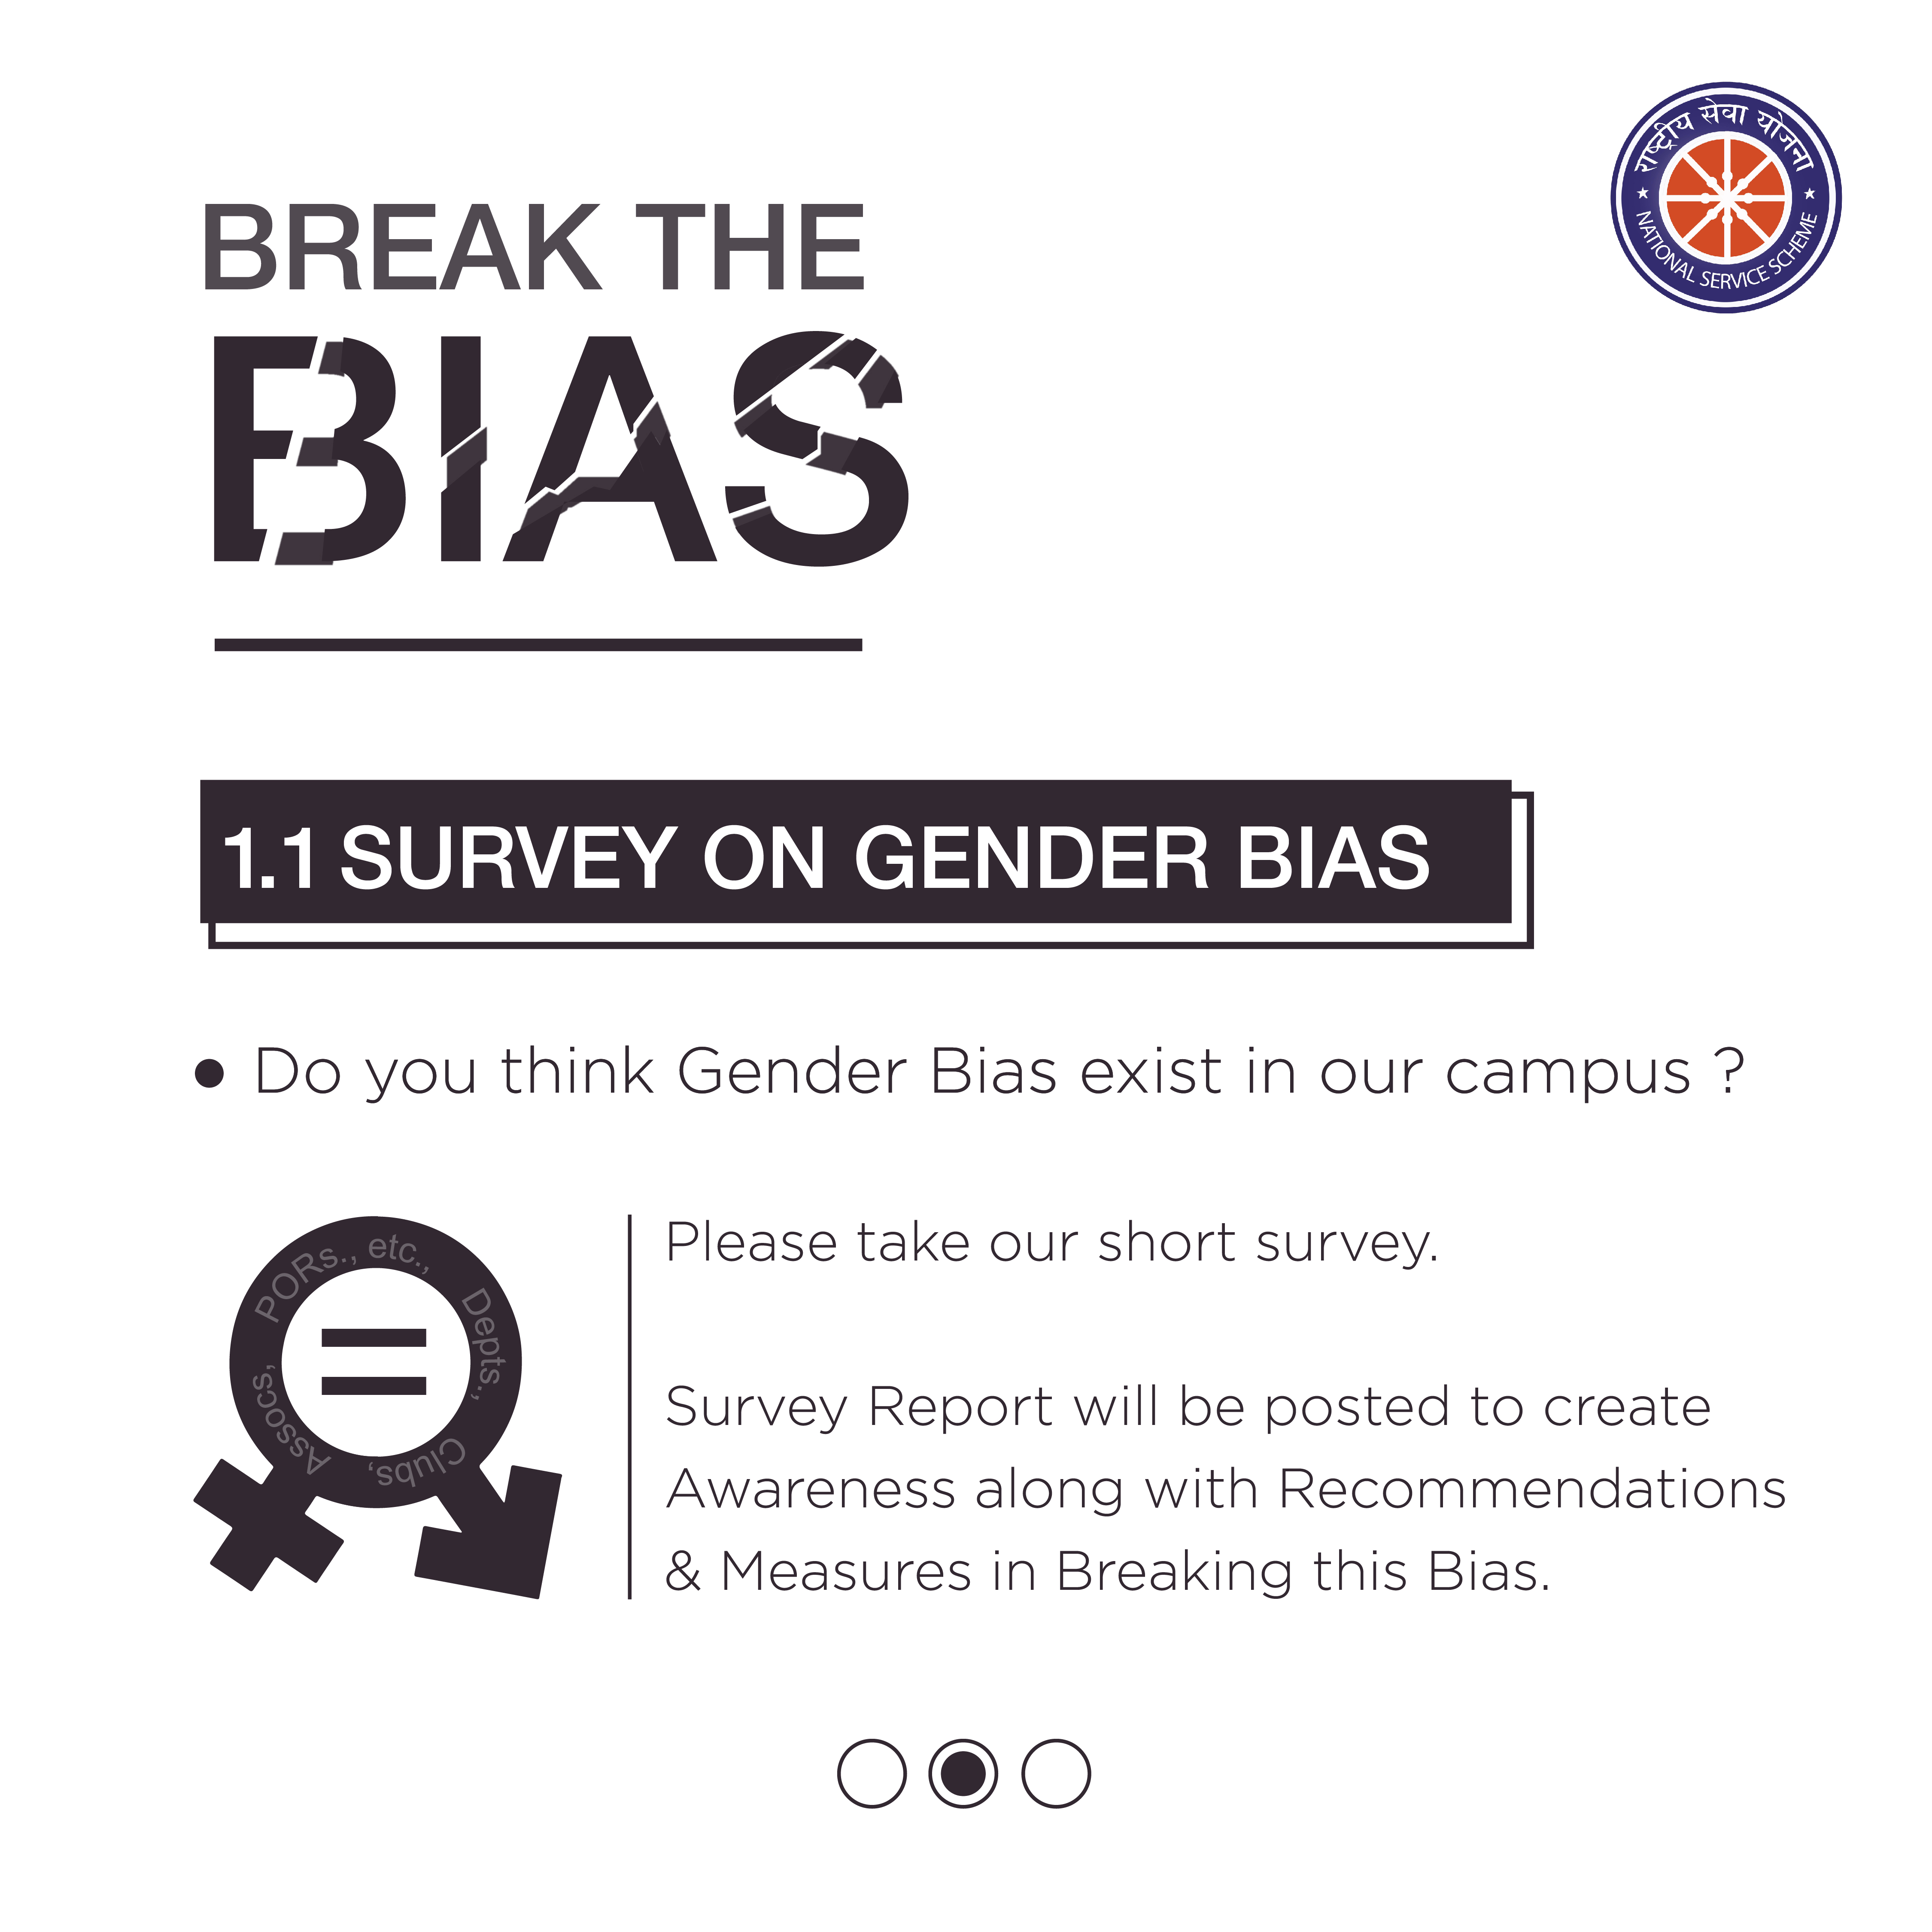 राष्ट्रीय सेवा योजना
NATIONAL SERVICE SCHEME
BREAK THE
BIAS
1.1 SURVEY ON GENDER BIAS
• Do you think Gender Bias exist in our campus ?
PORs., etc.,
Depts.,
Clubs,
Assocs,
Please take our short survey.
Survey Report will be posted to create
Awareness along with Recommendations
& Measures in Breaking this Bias.